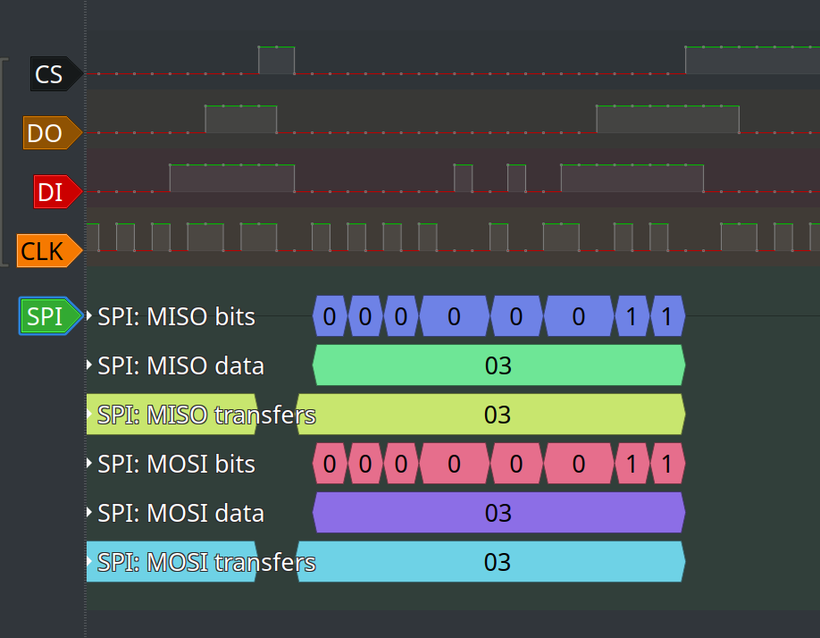 CS
DO
DI
CLK
SPI
SPI: MISO bits 0 0 0 0 0 0 1 1
SPI: MISO data 03
SPI: MISO transfers 03
SPI: MOSI bits 0 0 0 0 0 0 1 1
SPI: MOSI data 03
SPI: MOSI transfers 03